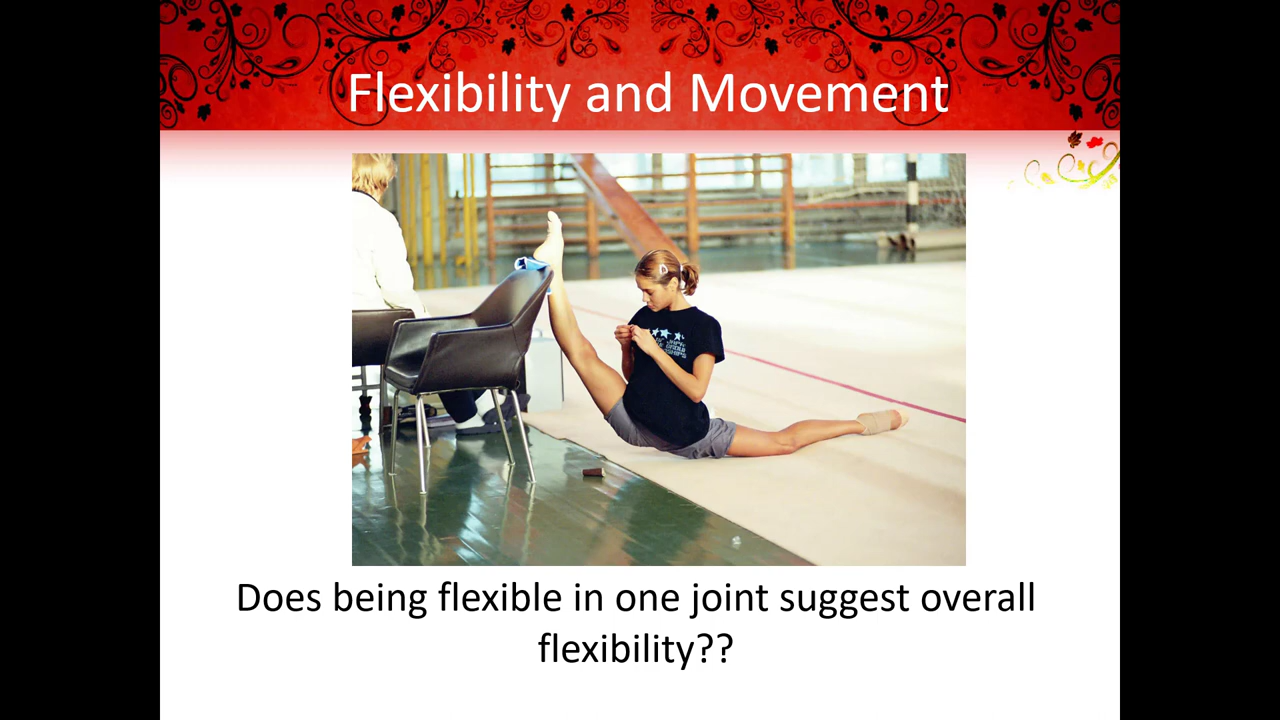 Flexibility and Movement
Does being flexible in one joint suggest overall
flexibility??